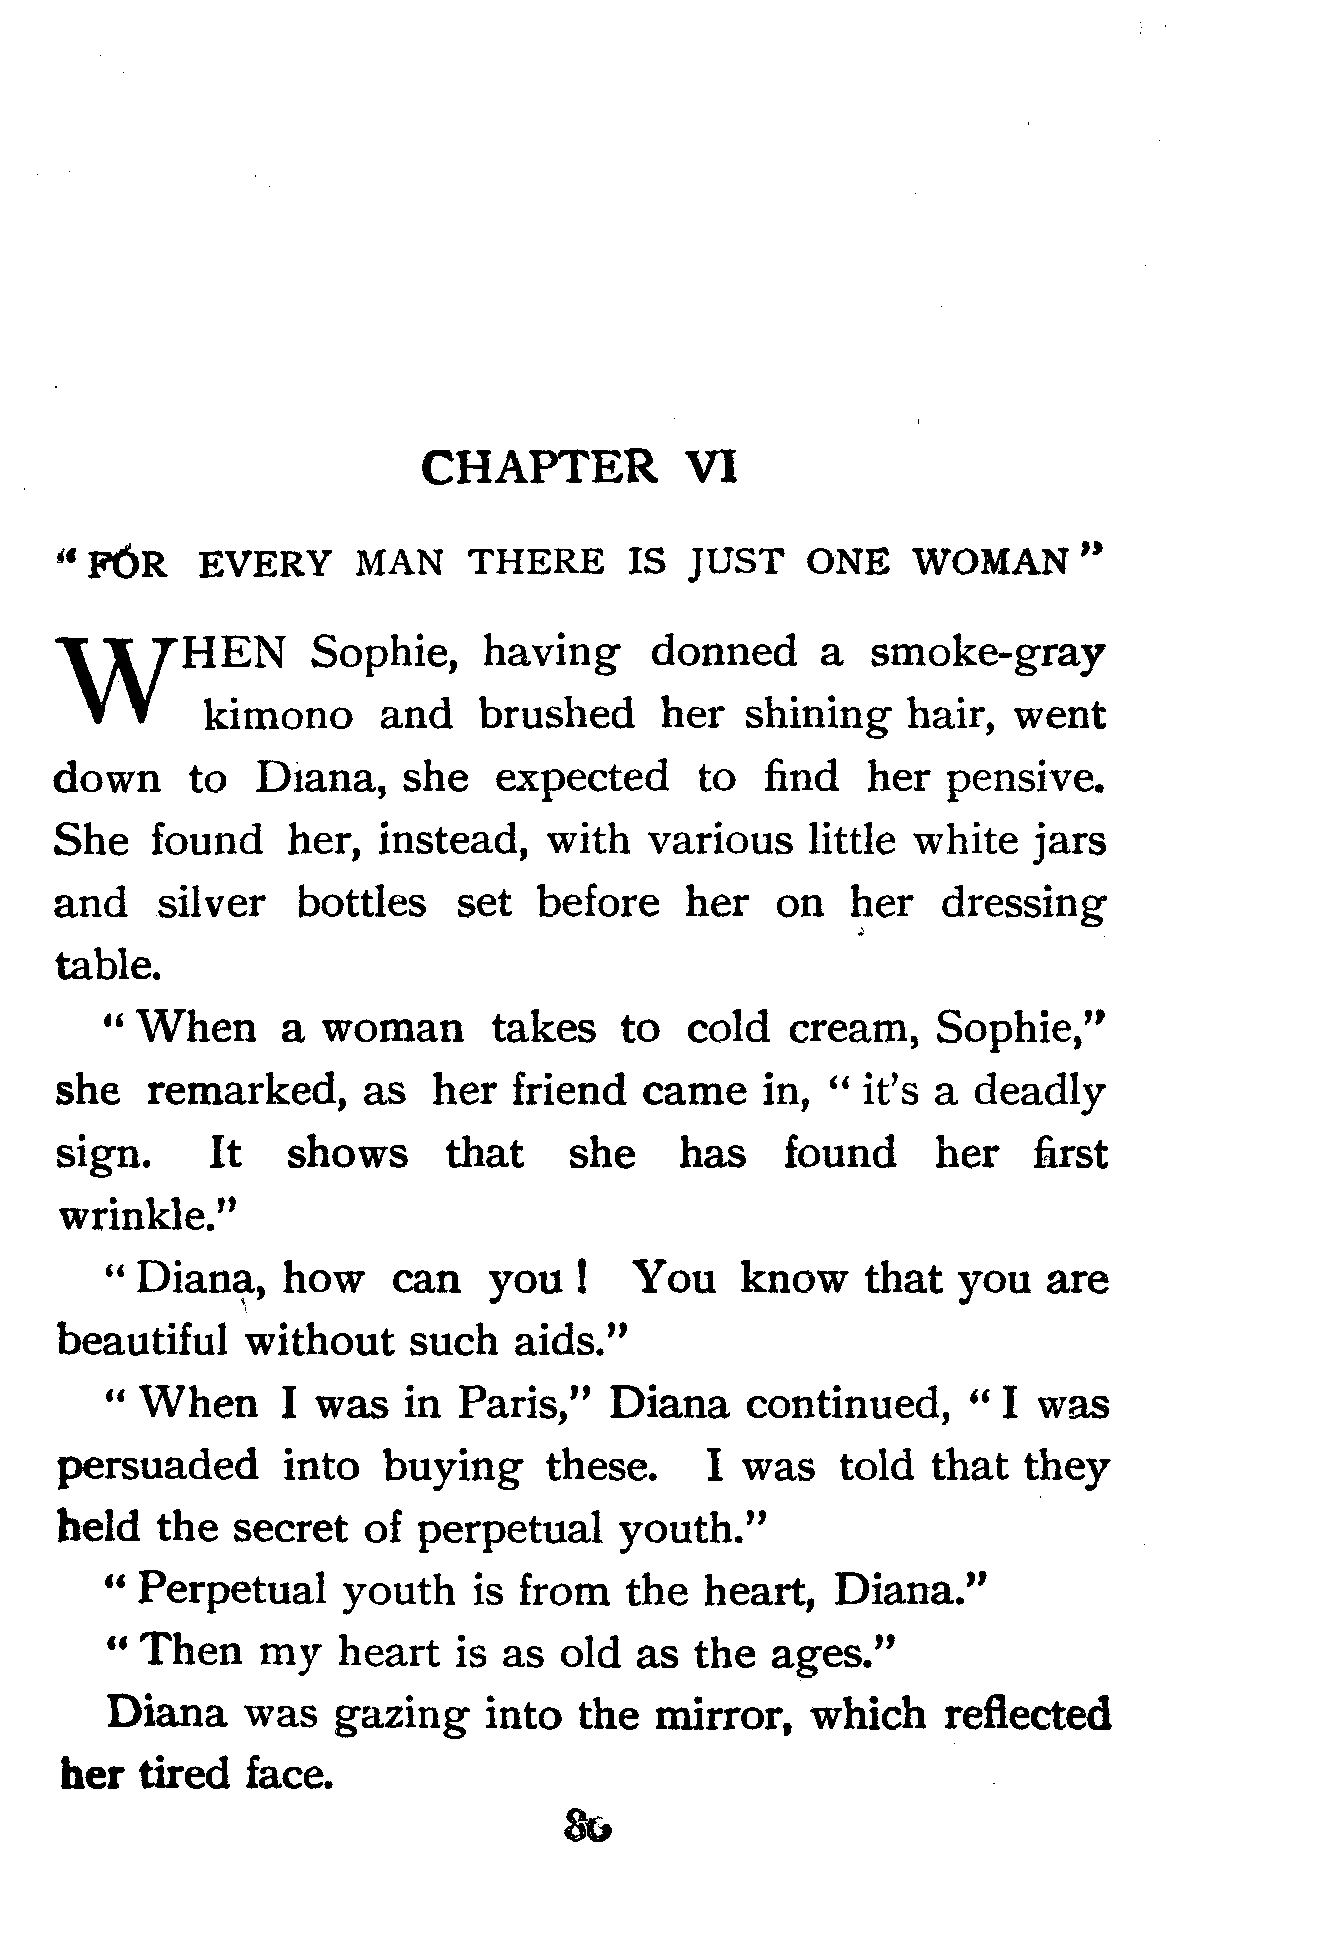 CHAPTER VI
“ FOR EVERY MAN THERE IS JUST ONE WOMAN ”
WHEN Sophie, having donned a smoke-gray
kimono and brushed her shining hair, went
down to Diana, she expected to find her pensive.
She found her, instead, with various little white jars
and silver bottles set before her on her dressing
table.
“ When a woman takes to cold cream, Sophie,”
she remarked, as her friend came in, “ it’s a deadly
sign. It shows that she has found her first
wrinkle.”
“ Diana, how can you ! You know that you are
beautiful without such aids.”
“ When I was in Paris,” Diana continued, “ I was
persuaded into buying these. I was told that they
held the secret of perpetual youth.”
“ Perpetual youth is from the heart, Diana.”
“ Then my heart is as old as the ages.”
Diana was gazing into the mirror, which reflected
her tired face.